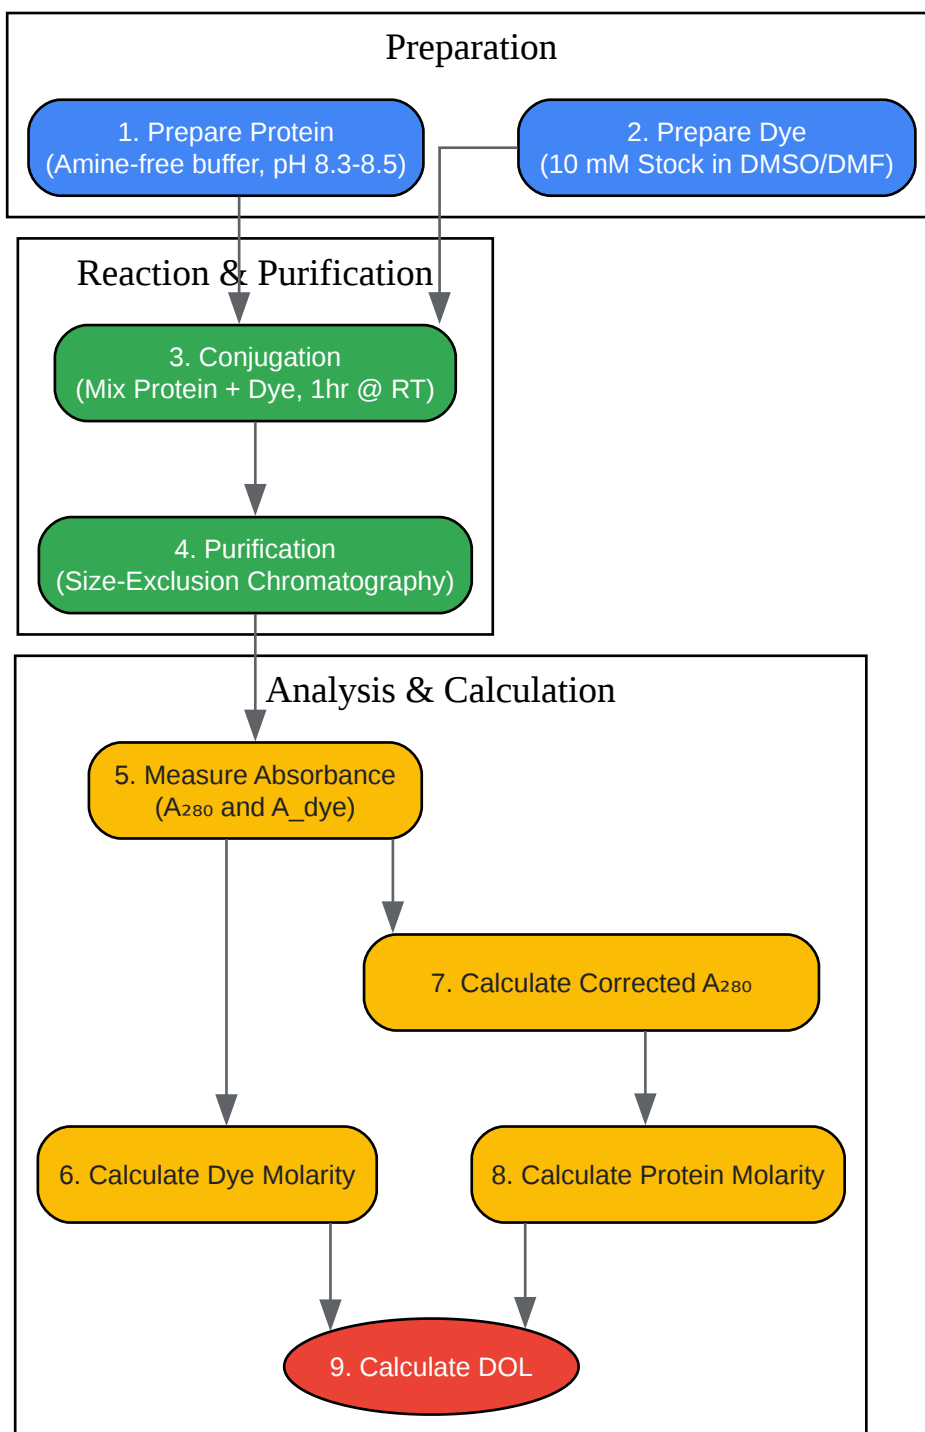 Preparation
1. Prepare Protein
(Amine-free buffer, pH 8.3-8.5)
2. Prepare Dye
(10 mM Stock in DMSO/DMF)
Reaction & Purification
3. Conjugation
(Mix Protein + Dye, 1hr @ RT)
4. Purification
(Size-Exclusion Chromatography)
Analysis & Calculation
5. Measure Absorbance
(A₂₈₀ and A_dye)
7. Calculate Corrected A₂₈₀
6. Calculate Dye Molarity
8. Calculate Protein Molarity
9. Calculate DOL